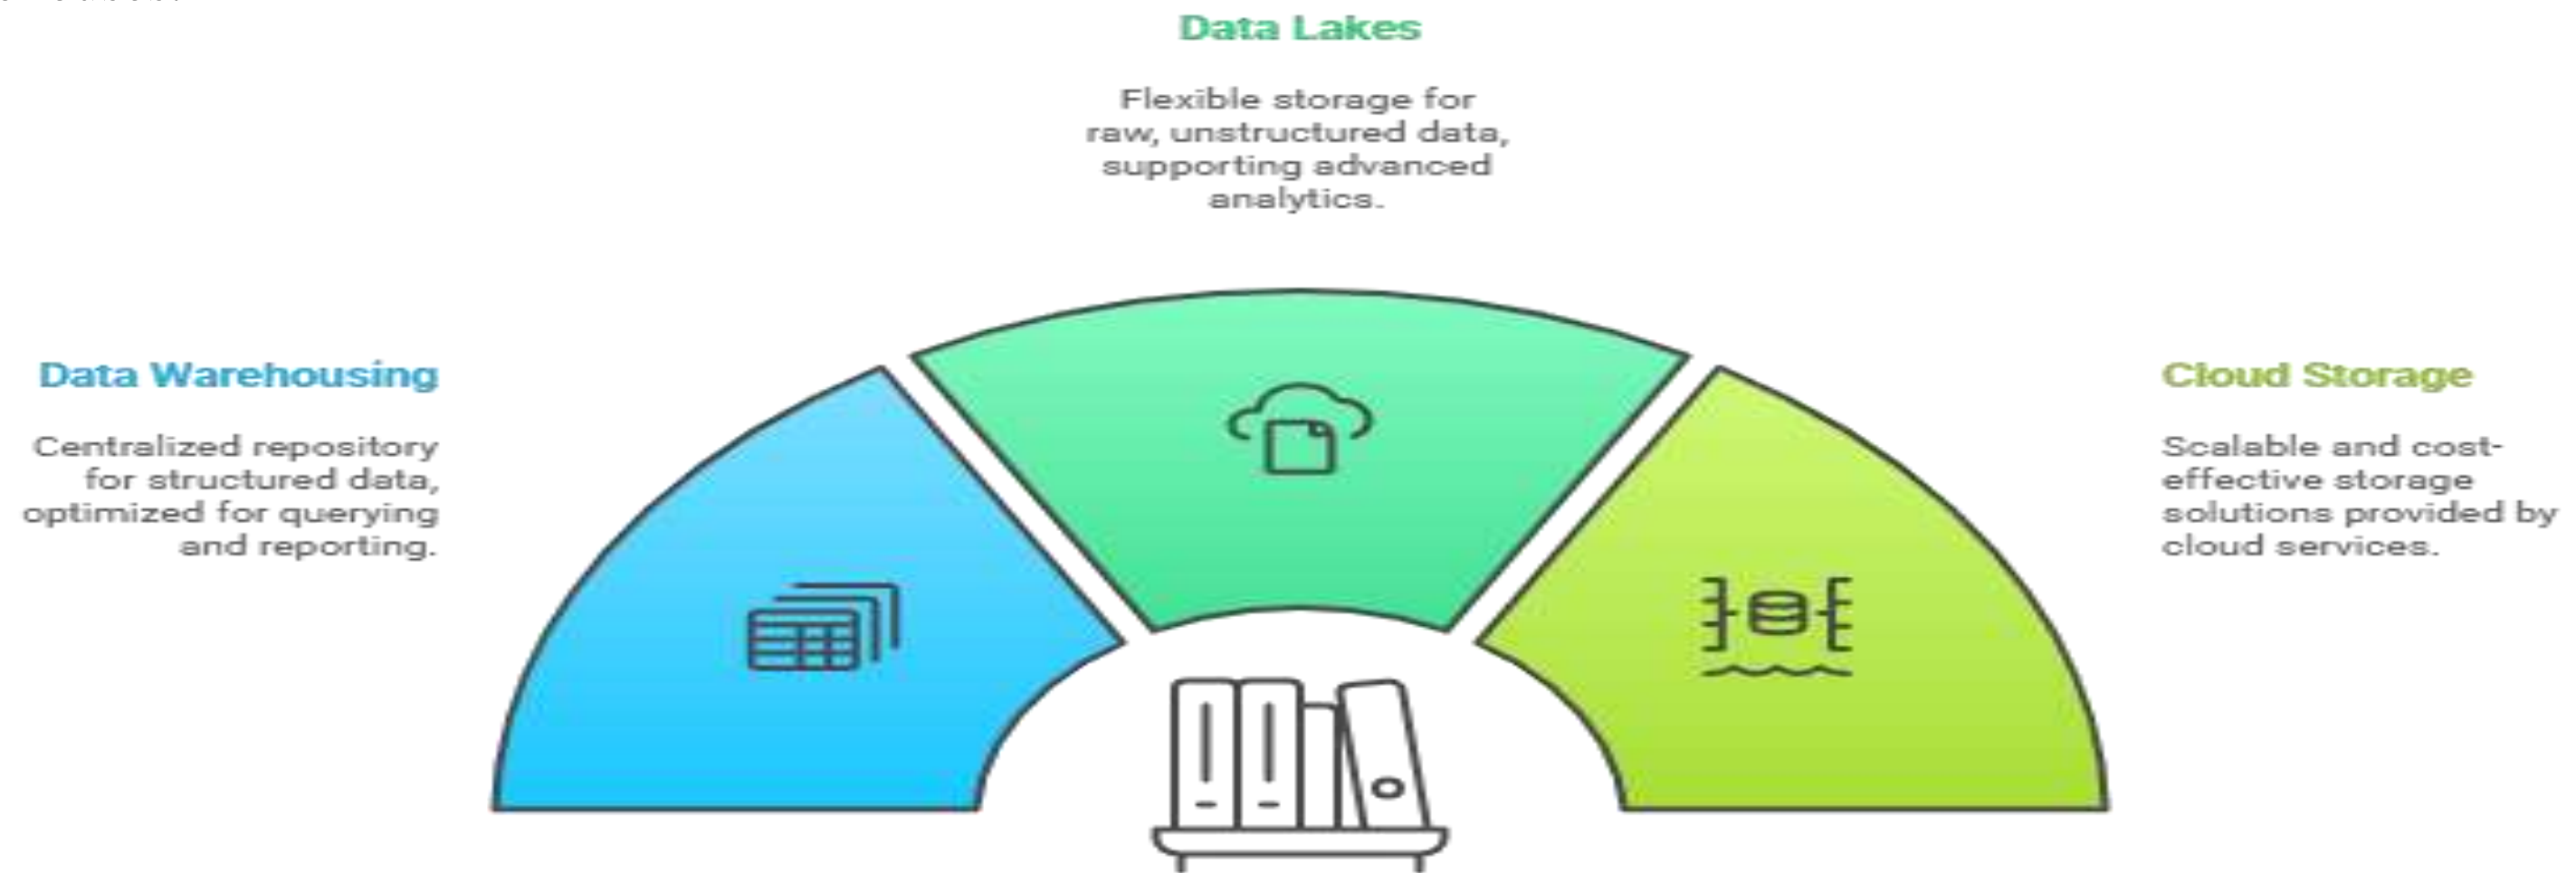 Data Lakes
Flexible storage for
raw, unstructured data,
supporting advanced
analytics.
Data Warehousing
Centralized repository
for structured data,
optimized for querying
and reporting.
Cloud Storage
Scalable and cost-
effective storage
solutions provided by
cloud services.